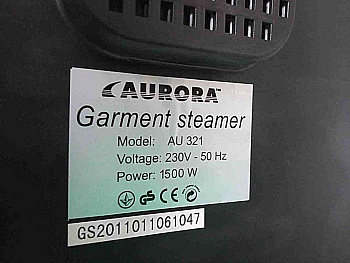 AURORA
Garment steamer
Model: AU 321
Voltage: 230V - 50 Hz
Power: 1500 W
GS2011011061047